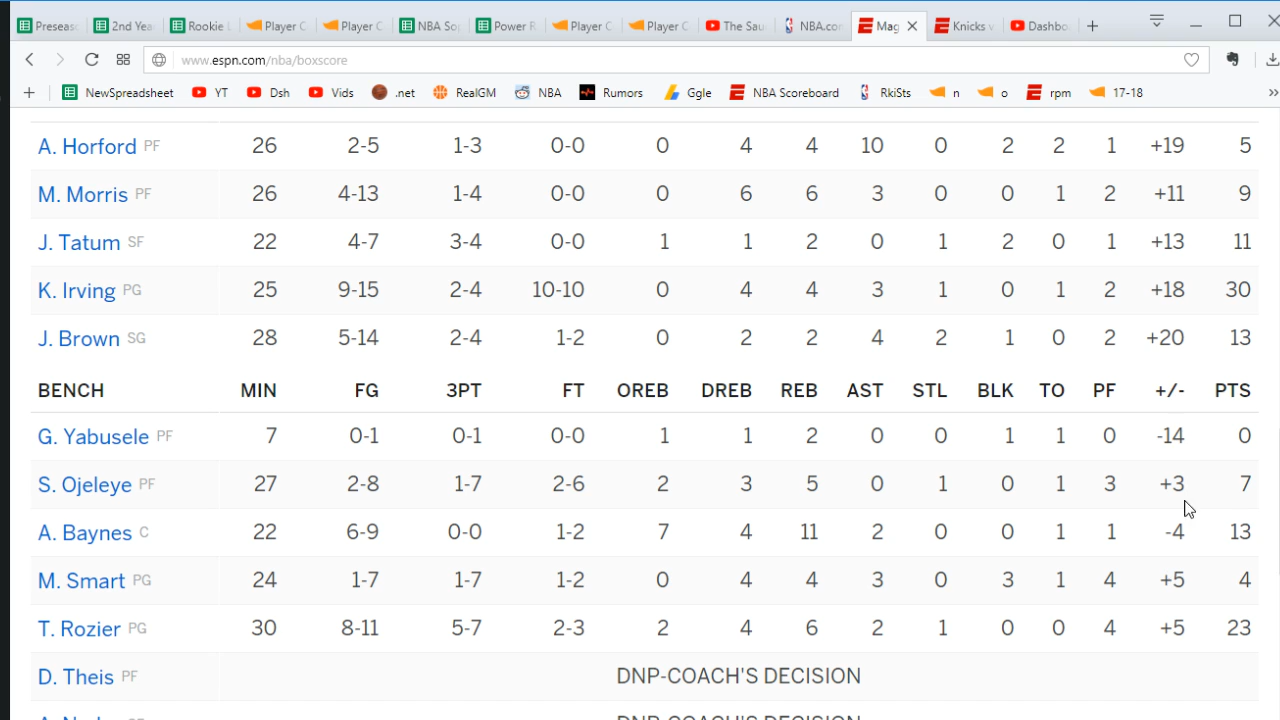 Preseas 2nd Yea Rookie L Player C Player C NBA So Power R Player C Player C The Sau NBA.co Mag Knicks v Dashbo
www.espn.com/nba/boxscore
NewSpreadsheet YT Dsh Vids .net RealGM NBA Rumors Ggle NBA Scoreboard RkiSts n o rpm 17-18 »
A. Horford PF 26 2-5 1-3 0-0 0 4 4 10 0 2 2 1 +19 5
M. Morris PF 26 4-13 1-4 0-0 0 6 6 3 0 0 1 2 +11 9
J. Tatum SF 22 4-7 3-4 0-0 1 1 2 0 1 2 0 1 +13 11
K. Irving PG 25 9-15 2-4 10-10 0 4 4 3 1 0 1 2 +18 30
J. Brown SG 28 5-14 2-4 1-2 0 2 2 4 2 1 0 2 +20 13
BENCH MIN FG 3PT FT OREB DREB REB AST STL BLK TO PF +/- PTS
G. Yabusele PF 7 0-1 0-1 0-0 1 1 2 0 0 1 1 0 -14 0
S. Ojeleye PF 27 2-8 1-7 2-6 2 3 5 0 1 0 1 3 +3 7
A. Baynes C 22 6-9 0-0 1-2 7 4 11 2 0 0 1 1 -4 13
M. Smart PG 24 1-7 1-7 1-2 0 4 4 3 0 3 1 4 +5 4
T. Rozier PG 30 8-11 5-7 2-3 2 4 6 2 1 0 0 4 +5 23
D. Theis PF DNP-COACH'S DECISION
DNP-COACH'S DECISION